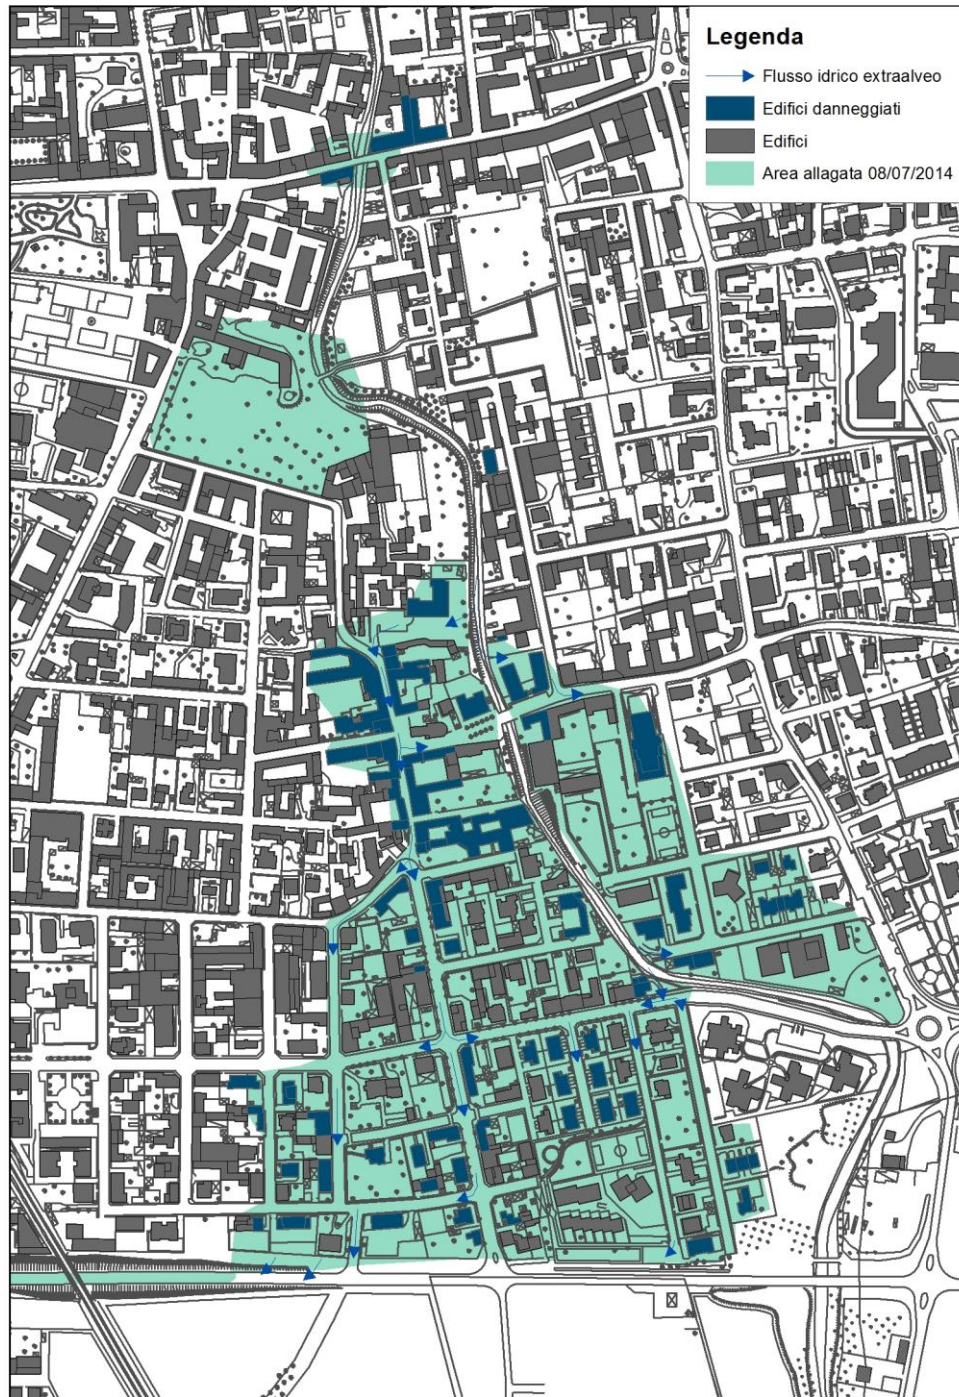 Legenda
Flusso idrico extraalveo
Edifici danneggiati
Edifici
Area allagata 08/07/2014